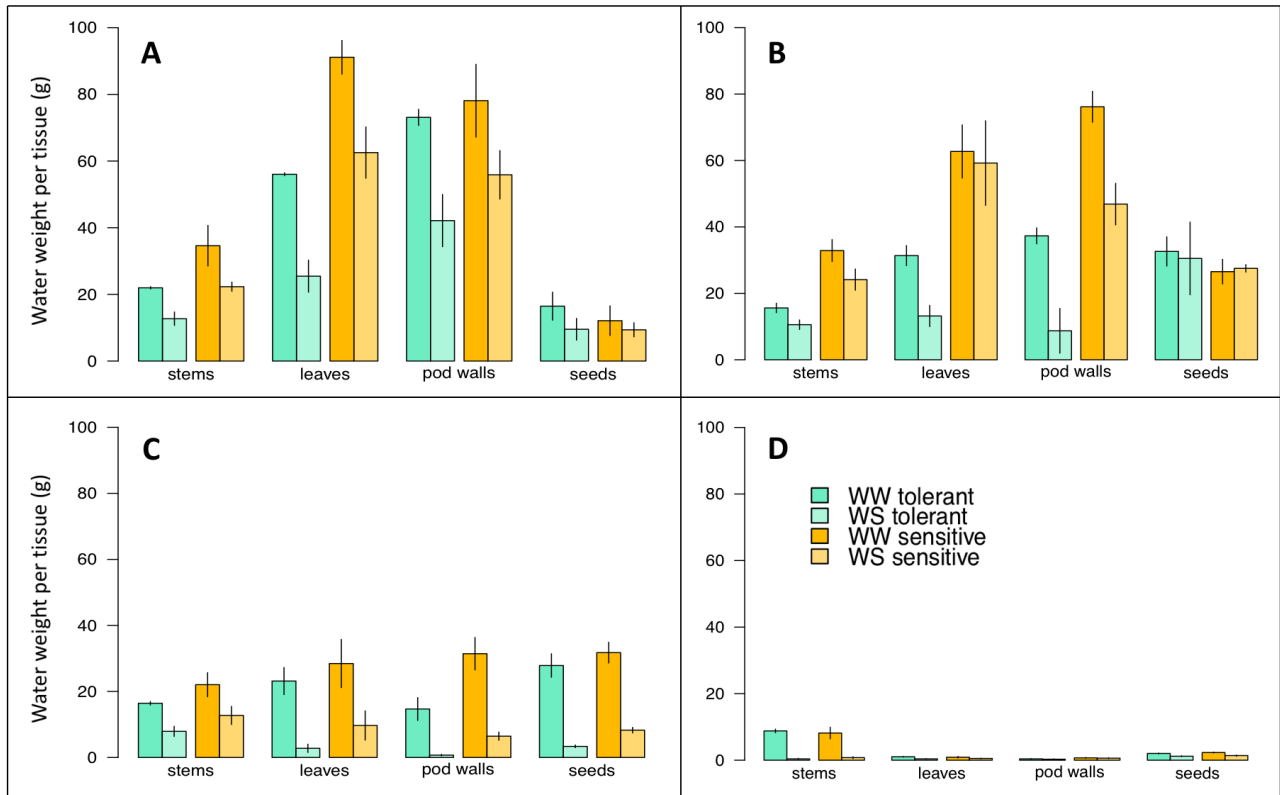 A
Water weight per tissue (g)
100
80
60
40
20
0
stems leaves pod walls seeds
B
100
80
60
40
20
0
stems leaves pod walls seeds
C
Water weight per tissue (g)
100
80
60
40
20
0
stems leaves pod walls seeds
D
100
80
60
40
20
0
WW tolerant
WS tolerant
WW sensitive
WS sensitive
stems leaves pod walls seeds